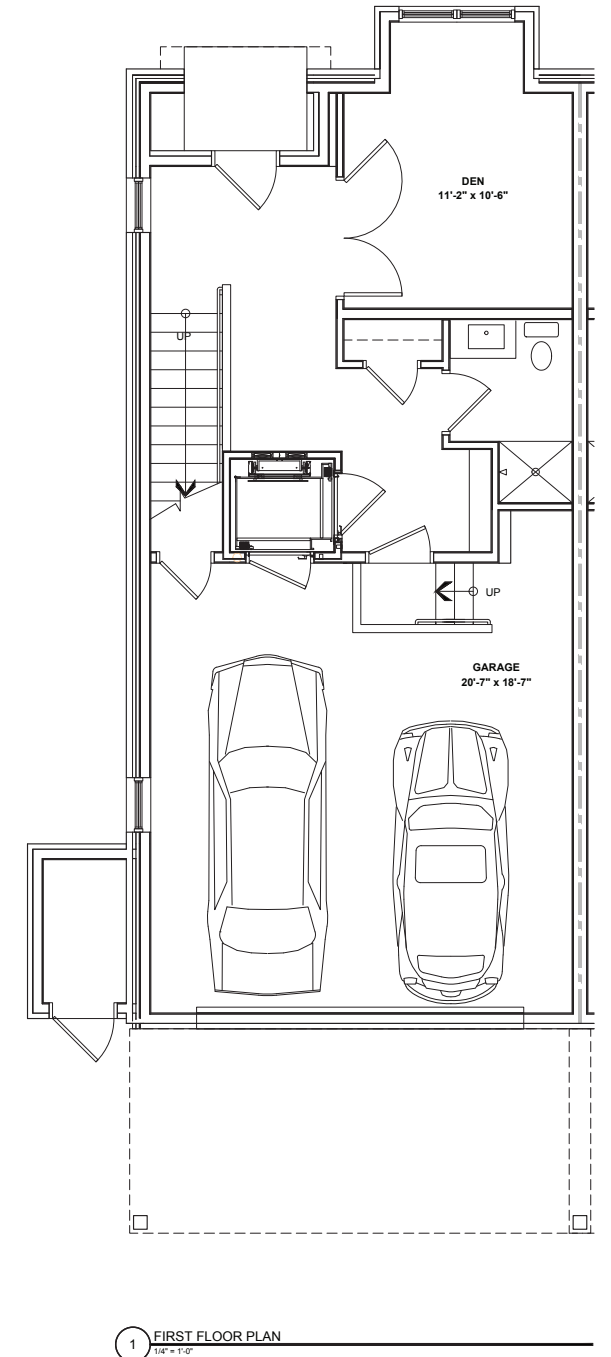 DEN
11'-2" x 10'-6"
UP
UP
GARAGE
20'-7" x 18'-7"
1
FIRST FLOOR PLAN
1/4" = 1'-0"